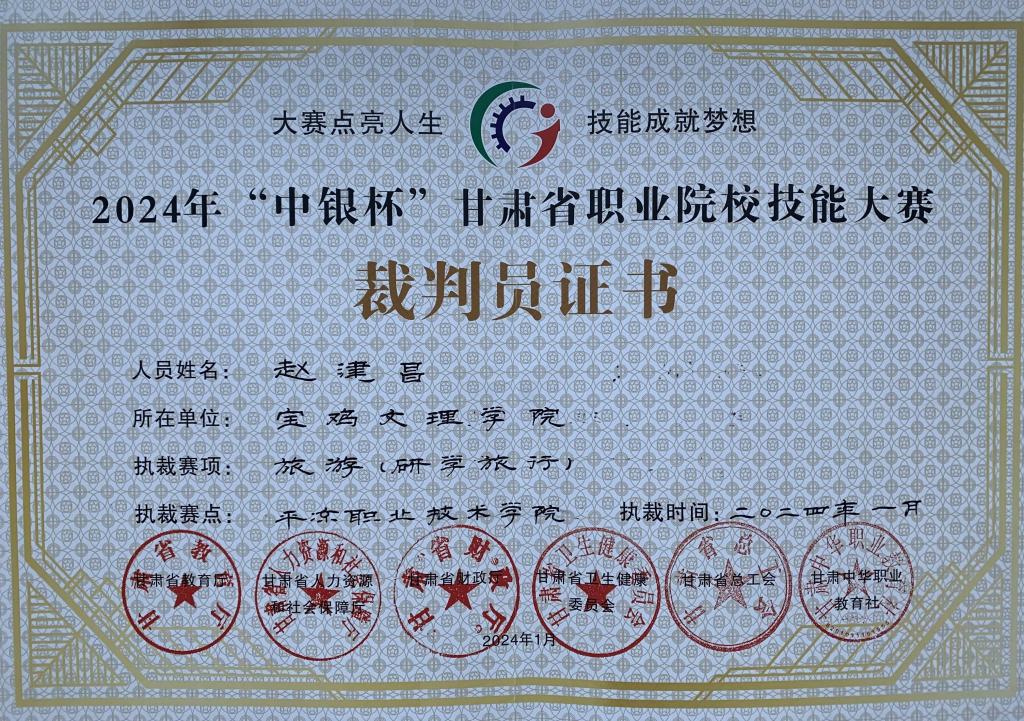 大赛点亮人生 技能成就梦想
2024年“中银杯”甘肃省职业院校技能大赛
裁判员证书
人员姓名：赵建昌
所在单位：宝鸡文理学院
执裁赛项：旅游（研学旅行）
执裁赛点：平凉职业技术学院 执裁时间：二〇二四年一月
甘肃省教育厅 甘肃省人力资源和社会保障厅 甘肃省财政厅 甘肃省卫生健康委员会 甘肃省总工会 甘肃中华职业教育社
2024年1月